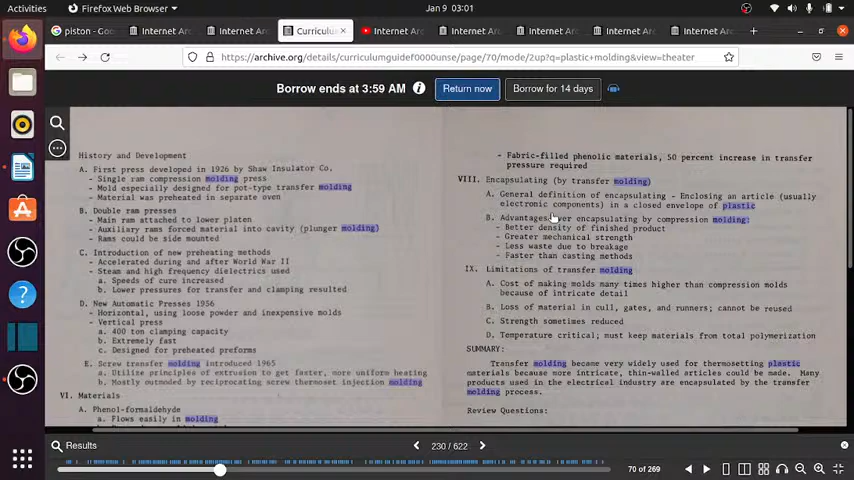 Activities
Firefox Web Browser
Jan 9 03:01
piston - Goo
Internet Ar
Internet Ar
Curricula
Internet Ar
Internet Ar
Internet Ar
Internet Ar
Internet Ar
https://archive.org/details/curriculumguidef0000unse/page/70/mode/2up?q=plastic+molding&view=theater
Borrow ends at 3:59 AM
Return now
Borrow for 14 days
History and Development
A. First press developed in 1926 by Shaw Insulator Co.
- Single ram compression molding press
- Mold especially designed for pot-type transfer molding
- Material was preheated in separate oven
B. Double ram presses
- Main ram attached to lower platen
- Auxiliary rams forced material into cavity (plunger molding)
- Rams could be side mounted
C. Introduction of new preheating methods
- Accelerated during and after World War II
- Steam and high frequency dielectrics used
a. Speeds of cure increased
b. Lower pressures for transfer and clamping resulted
D. New Automatic Presses 1956
- Horizontal, using loose powder and inexpensive molds
- Vertical press
a. 400 ton clamping capacity
b. Extremely fast
c. Designed for preheated preforms
E. Screw transfer molding introduced 1965
a. Utilize principles of extrusion to get faster, more uniform heating
b. Mostly outmoded by reciprocating screw thermoset injection molding
VI. Materials
A. Phenol-formaldehyde
a. Flows easily in molding
- Fabric-filled phenolic materials, 50 percent increase in transfer
pressure required
VIII. Encapsulating (by transfer molding)
A. General definition of encapsulating - Enclosing an article (usually
electronic components) in a closed envelope of plastic
B. Advantages over encapsulating by compression molding:
- Better density of finished product
- Greater mechanical strength
- Less waste due to breakage
- Faster than casting methods
IX. Limitations of transfer molding
A. Cost of making molds many times higher than compression molds
because of intricate detail
B. Loss of material in cull, gates, and runners; cannot be reused
C. Strength sometimes reduced
D. Temperature critical; must keep materials from total polymerization
SUMMARY:
Transfer molding became very widely used for thermosetting plastic
materials because more intricate, thin-walled articles could be made. Many
products used in the electrical industry are encapsulated by the transfer
molding process.
Review Questions:
Results
230 / 622
70 of 269